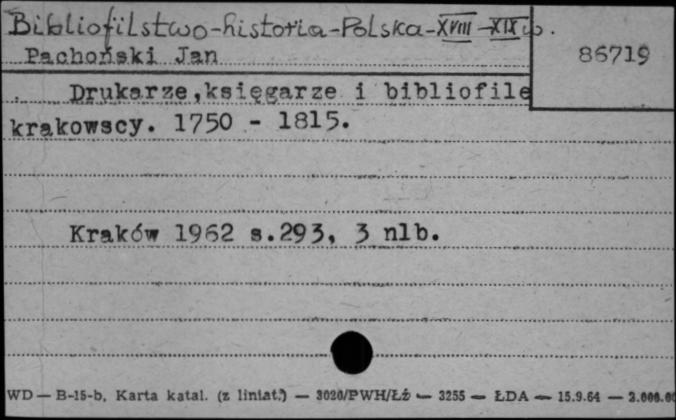 Bibliofilstwo-historia-Polska-XVIII-XIX w.
86719
Pachoński Jan
Drukarze,księgarze i bibliofile
krakowscy. 1750 - 1815.
Kraków 1962 s.293, 3 nlb.
WD — B-15-b, Karta katal. (z liniat.) — 3020/PWH/Łż — 3255 — ŁDA — 15.9.64 —